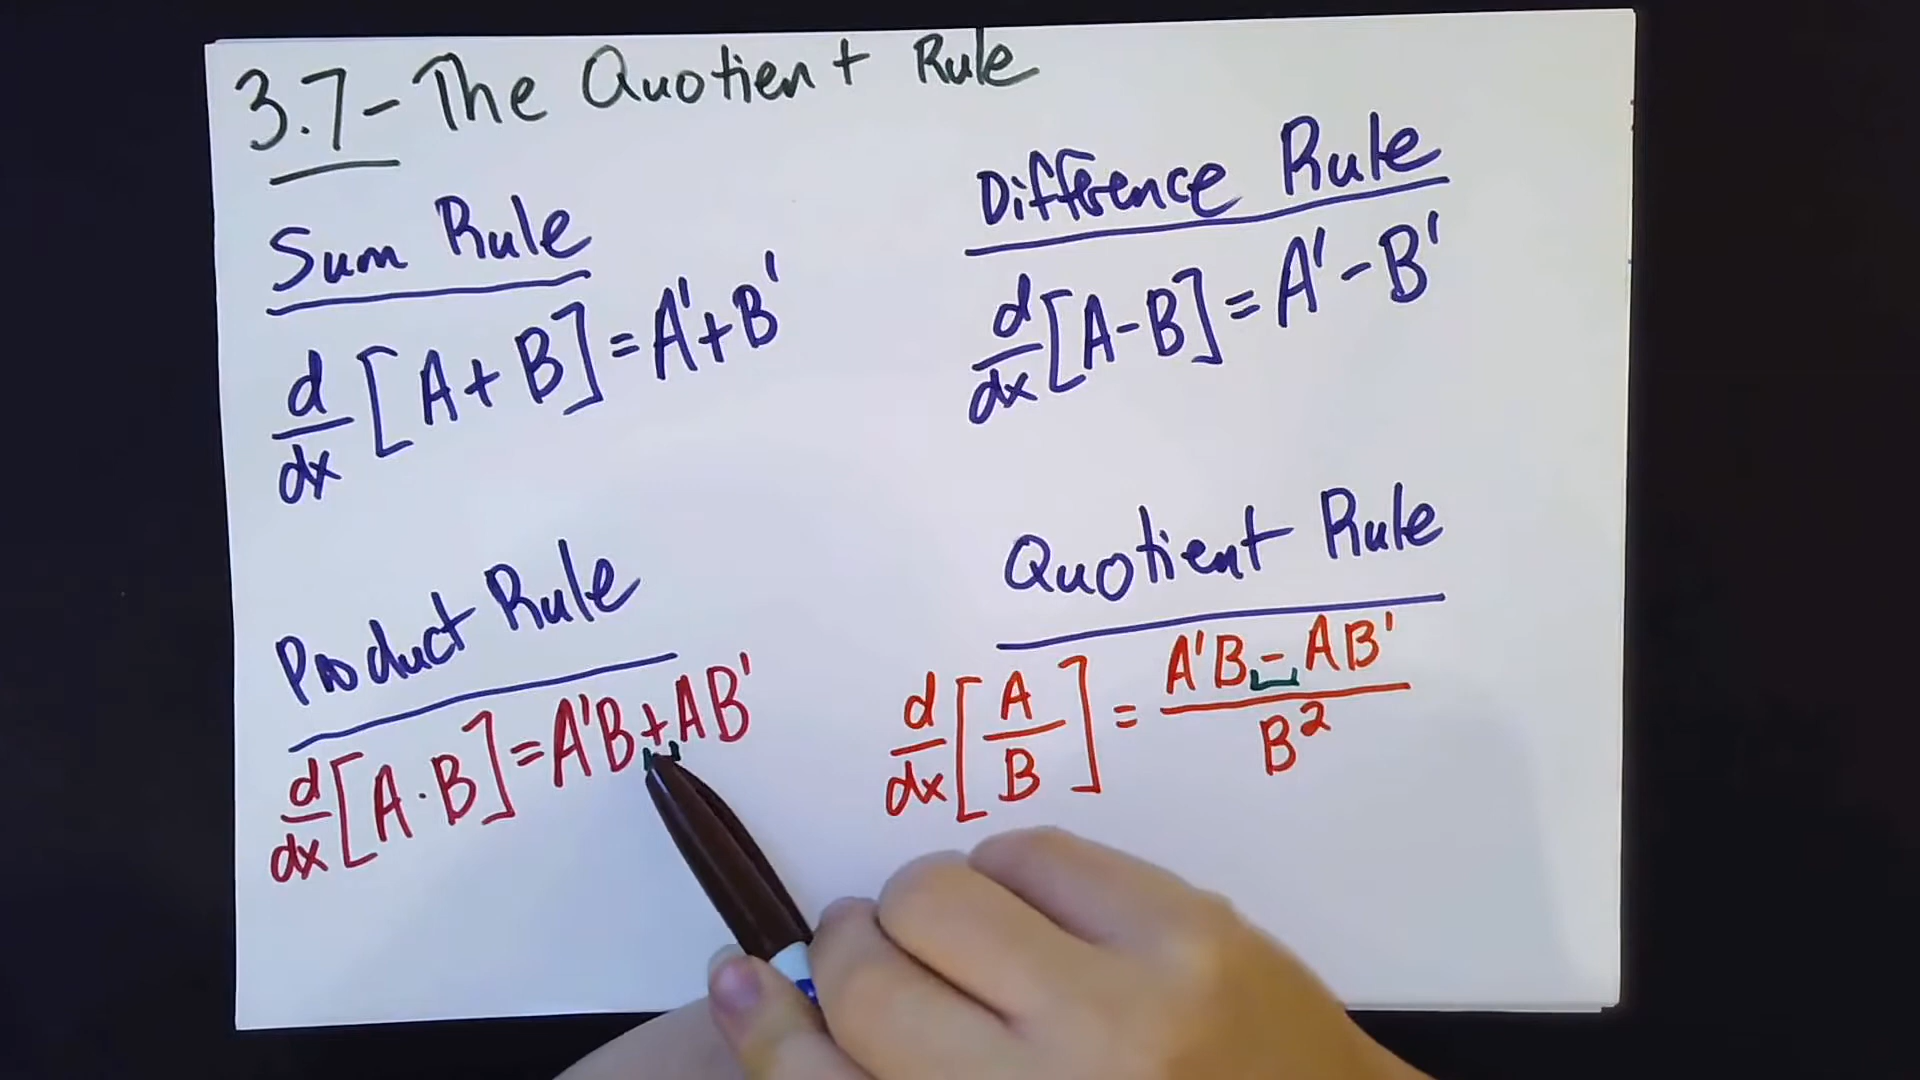 3.7 - The Quotient Rule
Sum Rule
d/dx [A + B] = A' + B'
Difference Rule
d/dx [A - B] = A' - B'
Product Rule
d/dx [A · B] = A'B + AB'
Quotient Rule
d/dx [A/B] = A'B - AB' / B²